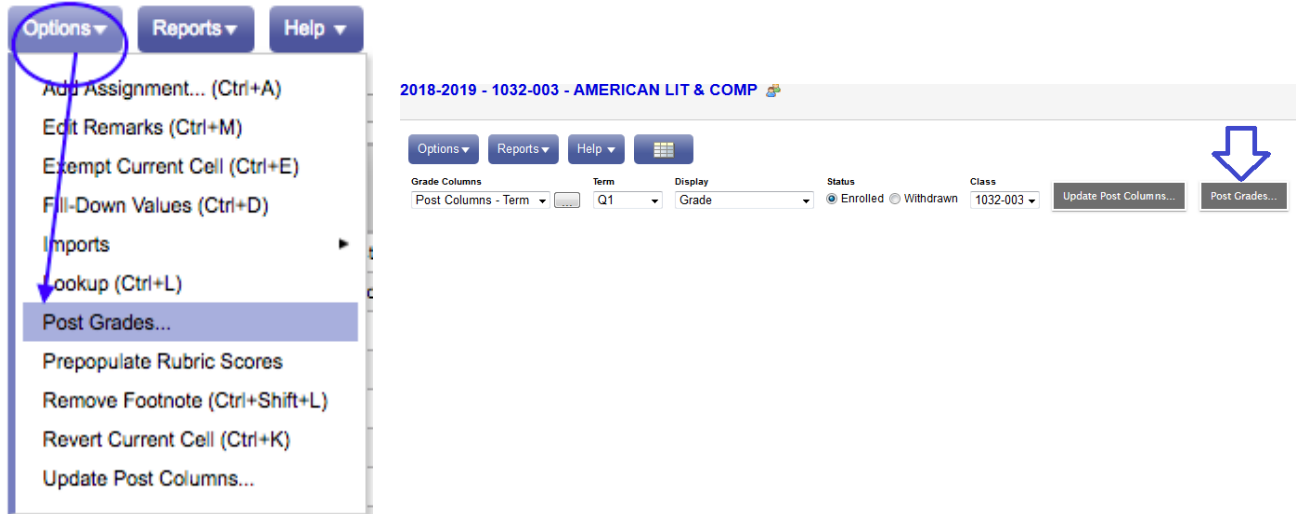 Options Reports Help
Add Assignment... (Ctrl+A)
Edit Remarks (Ctrl+M)
Exempt Current Cell (Ctrl+E)
Fill-Down Values (Ctrl+D)
Imports
Lookup (Ctrl+L)
Post Grades...
Prepopulate Rubric Scores
Remove Footnote (Ctrl+Shift+L)
Revert Current Cell (Ctrl+K)
Update Post Columns...
2018-2019 - 1032-003 - AMERICAN LIT & COMP
Options Reports Help
Grade Columns Term Display Status Class
Post Columns - Term ... Q1 Grade Enrolled Withdrawn 1032-003 Update Post Columns... Post Grades...